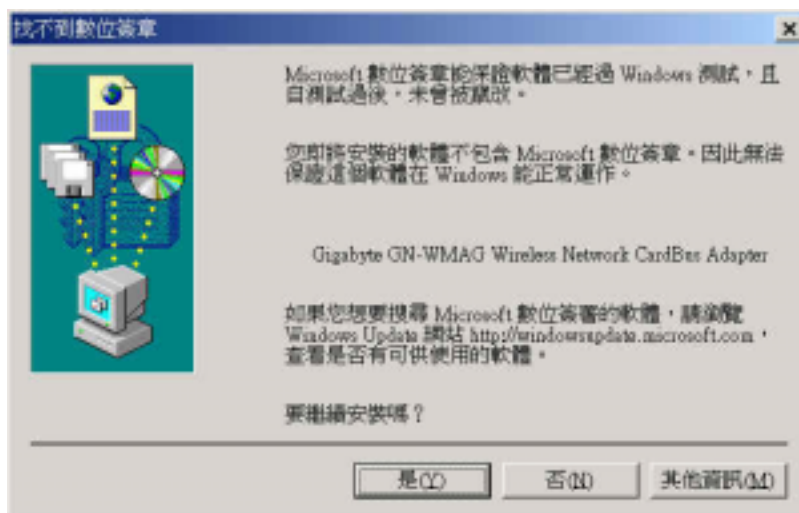 找不到數位簽章
Microsoft 數位簽章能保證軟體已經過 Windows 測試，且
自測試過後，未曾被竄改。
您即將安裝的軟體不包含 Microsoft 數位簽章。因此無法
保證這個軟體在 Windows 能正常運作。
Gigabyte GN-WMAG Wireless Network CardBus Adapter
如果您想要搜尋 Microsoft 數位簽署的軟體，請瀏覽
Windows Update 網站 http://windowsupdate.microsoft.com，
查看是否有可供使用的軟體。
要繼續安裝嗎？
是(Y) 否(N) 其他資訊(M)